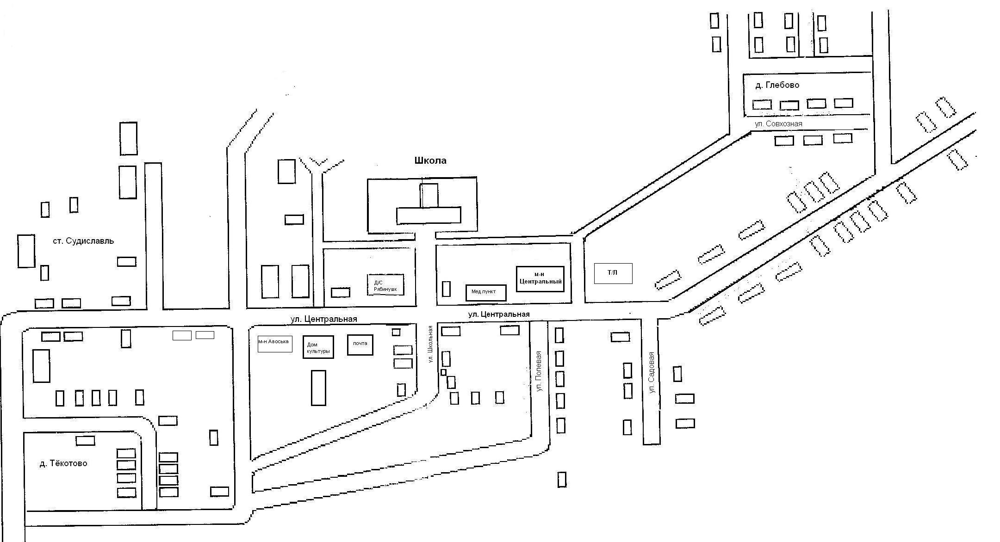 д. Глебово
ул. Совхозная
Школа
ст. Судиславль
Т/Л
м-н
Центральный
Д/С
Рябинушк
Мед.пункт
ул. Центральная
ул. Центральная
м-н Авоська
Дом
культуры
почта
ул. Школьная
ул. Полевая
ул. Садовая
д. Тёкотово